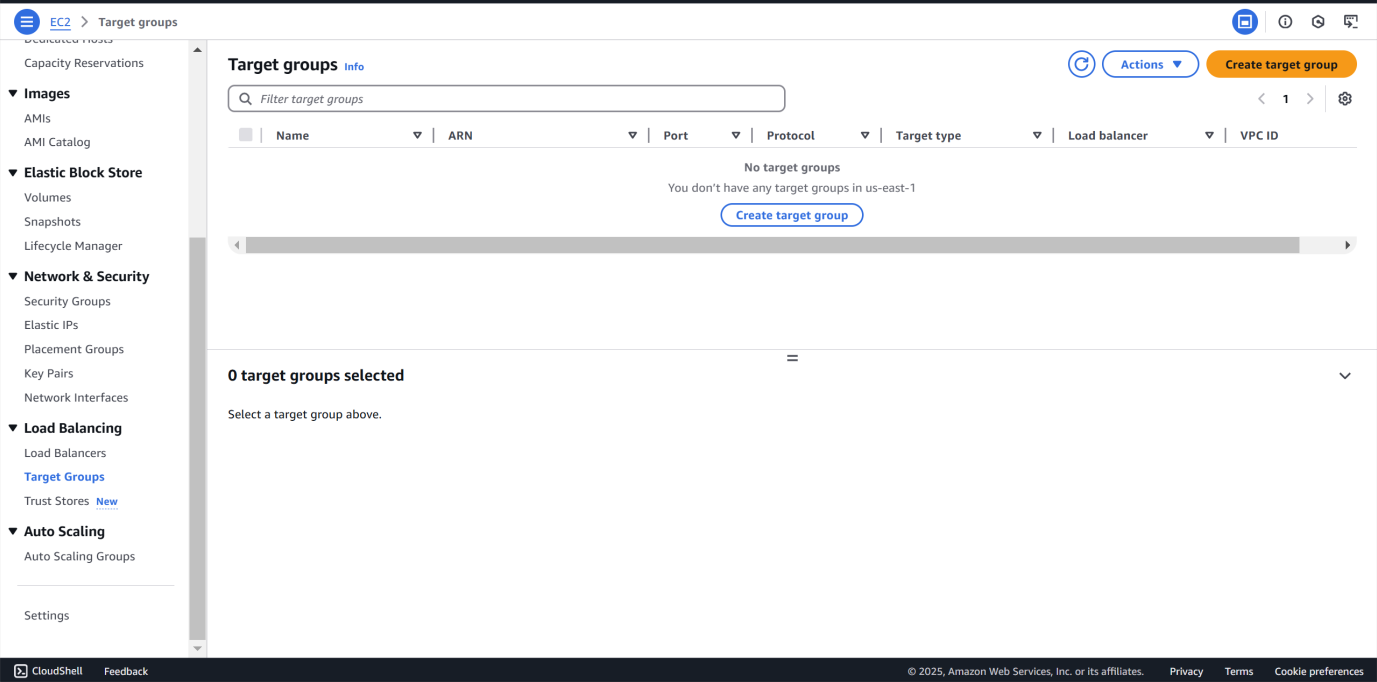 EC2 > Target groups
Dedicated Hosts
Capacity Reservations
Images
AMIs
AMI Catalog
Elastic Block Store
Volumes
Snapshots
Lifecycle Manager
Network & Security
Security Groups
Elastic IPs
Placement Groups
Key Pairs
Network Interfaces
Load Balancing
Load Balancers
Target Groups
Trust Stores New
Auto Scaling
Auto Scaling Groups
Settings
Target groups Info
Actions
Create target group
Filter target groups
1
Name ARN Port Protocol Target type Load balancer VPC ID
No target groups
You don't have any target groups in us-east-1
Create target group
0 target groups selected
Select a target group above.
CloudShell Feedback © 2025, Amazon Web Services, Inc. or its affiliates. Privacy Terms Cookie preferences